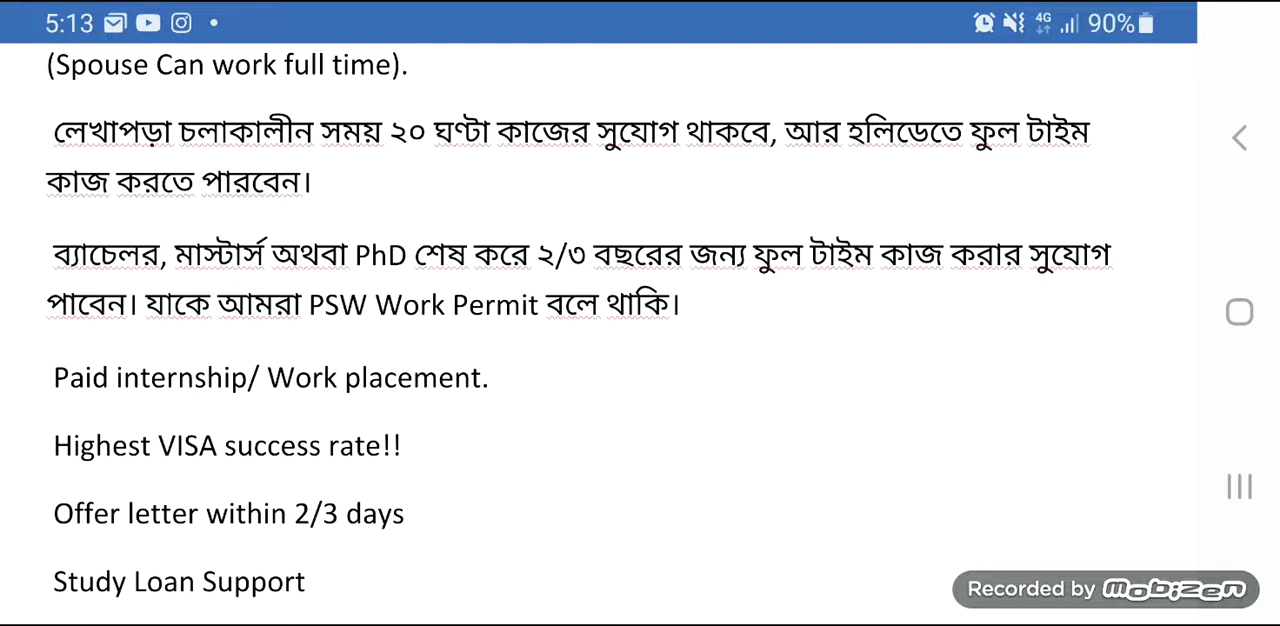 5:13
4G 90%
(Spouse Can work full time).
লেখাপড়া চলাকালীন সময় ২০ ঘণ্টা কাজের সুযোগ থাকবে, আর হলিডেতে ফুল টাইম
কাজ করতে পারবেন।
ব্যাচেলর, মাস্টার্স অথবা PhD শেষ করে ২/৩ বছরের জন্য ফুল টাইম কাজ করার সুযোগ
পাবেন। যাকে আমরা PSW Work Permit বলে থাকি।
Paid internship/ Work placement.
Highest VISA success rate!!
Offer letter within 2/3 days
Study Loan Support
Recorded by MOBIZEN